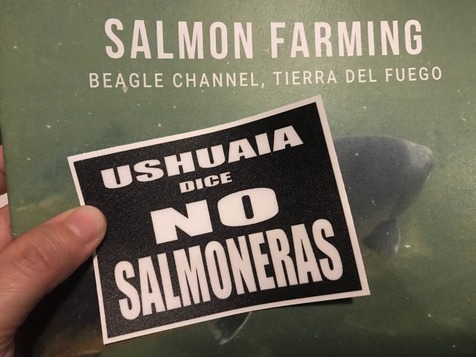 SALMON FARMING
BEAGLE CHANNEL, TIERRA DEL FUEGO
USHUAIA
DICE
NO
SALMONERAS